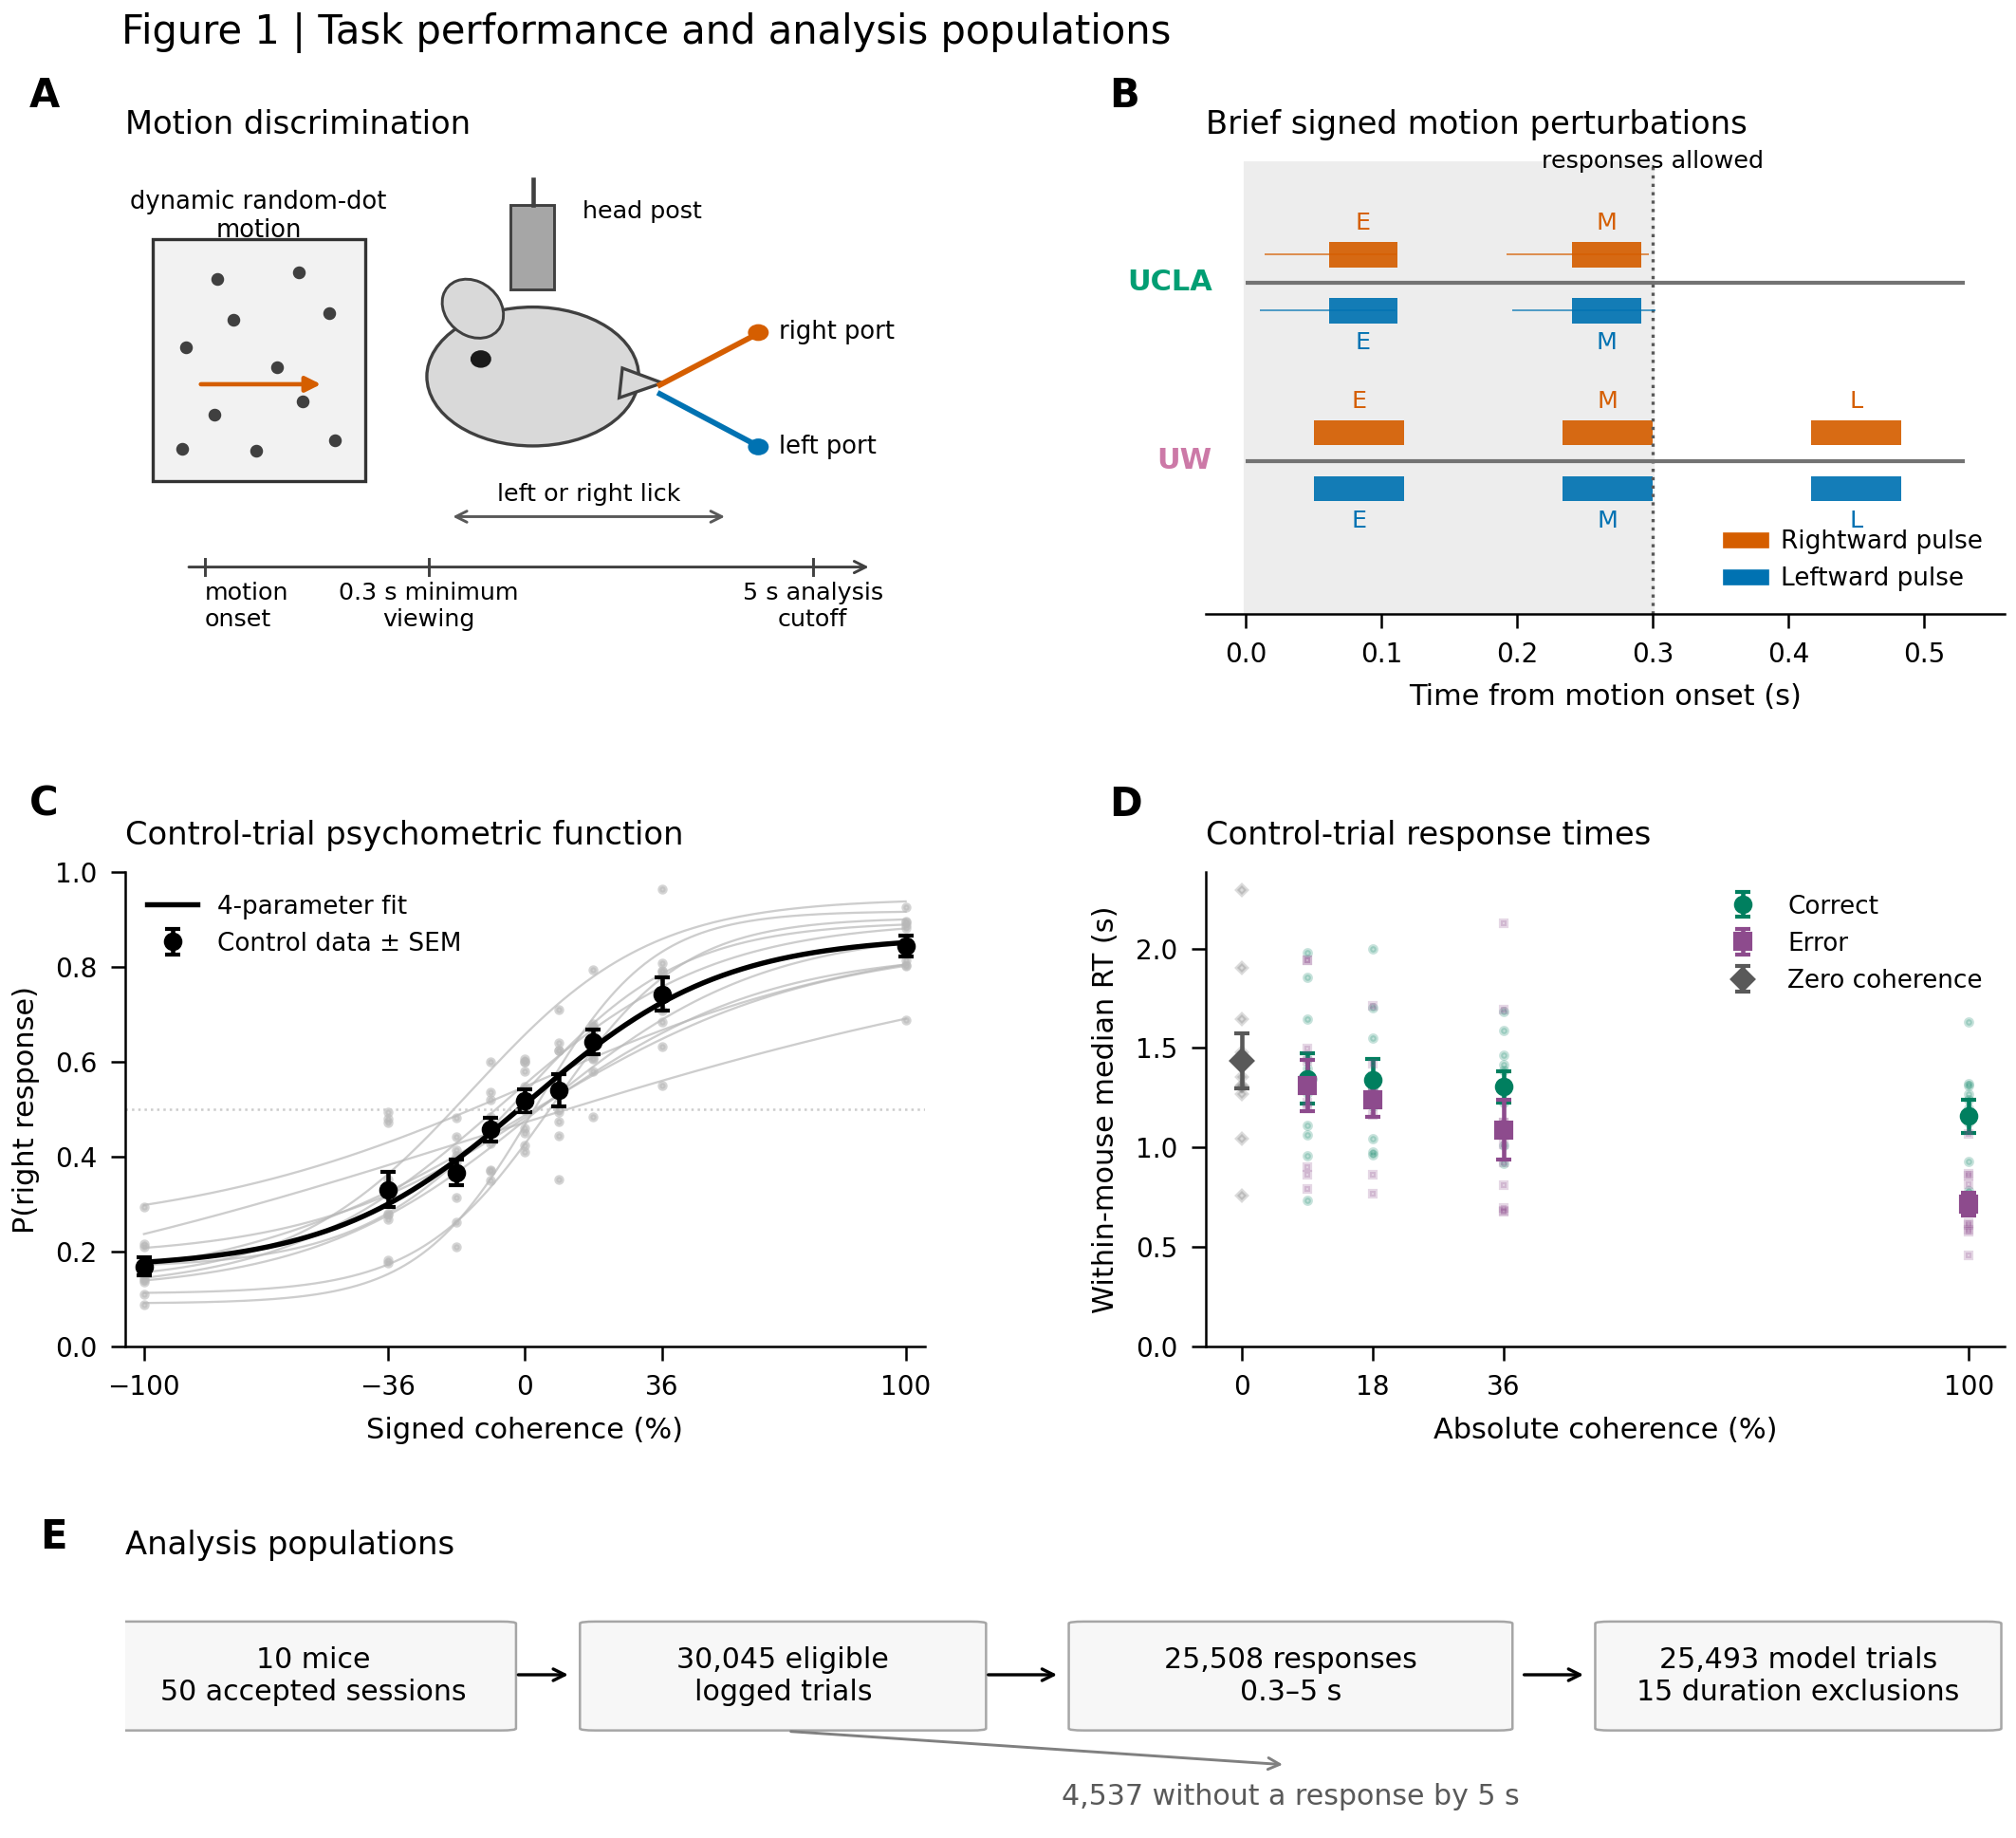 Figure 1 | Task performance and analysis populations
A
Motion discrimination
dynamic random-dot
motion
head post
right port
left port
left or right lick
motion
onset
0.3 s minimum
viewing
5 s analysis
cutoff
B
Brief signed motion perturbations
responses allowed
E
M
UCLA
E
M
E
M
L
UW
E
M
L
Rightward pulse
Leftward pulse
0.0
0.1
0.2
0.3
0.4
0.5
Time from motion onset (s)
C
Control-trial psychometric function
4-parameter fit
Control data ± SEM
P(right response)
1.0
0.8
0.6
0.4
0.2
0.0
−100
−36
0
36
100
Signed coherence (%)
D
Control-trial response times
Correct
Error
Zero coherence
Within-mouse median RT (s)
2.0
1.5
1.0
0.5
0.0
0
18
36
100
Absolute coherence (%)
E
Analysis populations
10 mice
50 accepted sessions
30,045 eligible
logged trials
25,508 responses
0.3–5 s
25,493 model trials
15 duration exclusions
4,537 without a response by 5 s